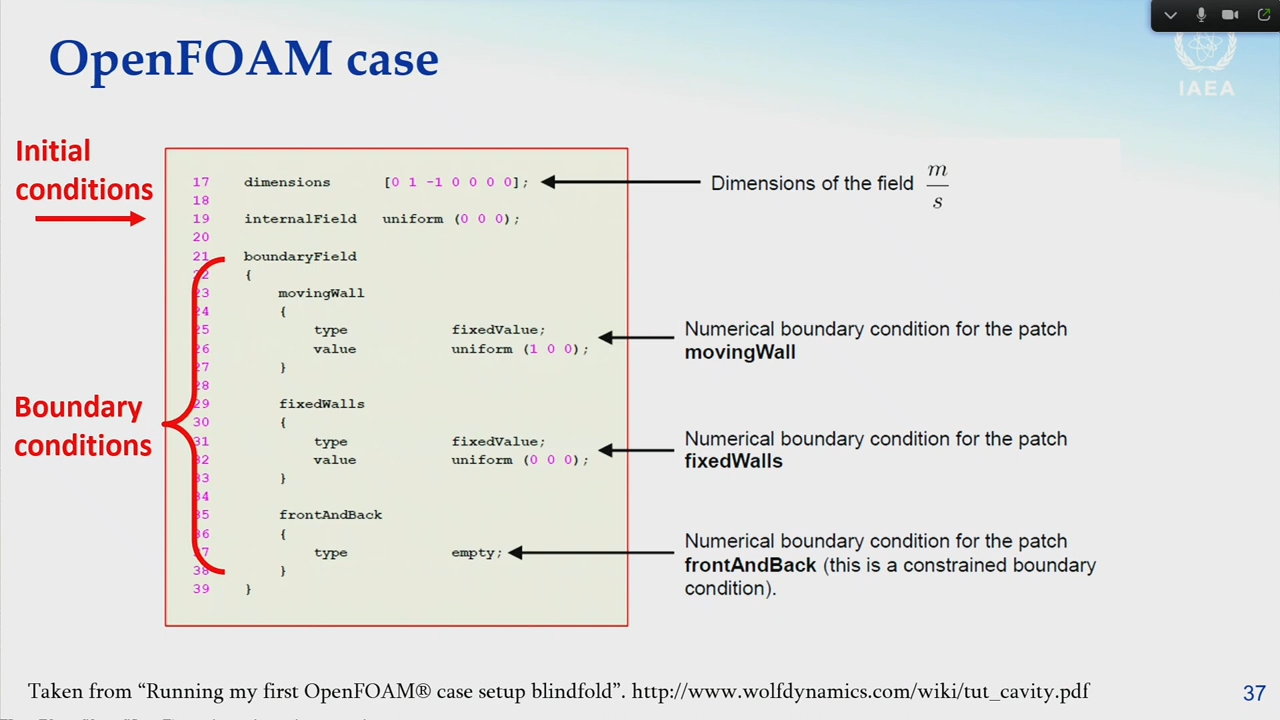 OpenFOAM case
IAEA
Initial
conditions
17 dimensions [0 1 -1 0 0 0 0];
18
19 internalField uniform (0 0 0);
20
21 boundaryField
22 {
23 movingWall
24 {
25 type fixedValue;
26 value uniform (1 0 0);
27 }
28
29 fixedWalls
30 {
31 type fixedValue;
32 value uniform (0 0 0);
33 }
34
35 frontAndBack
36 {
37 type empty;
38 }
39 }
Dimensions of the field m
s
Numerical boundary condition for the patch
movingWall
Boundary
conditions
Numerical boundary condition for the patch
fixedWalls
Numerical boundary condition for the patch
frontAndBack (this is a constrained boundary
condition).
Taken from “Running my first OpenFOAM® case setup blindfold”. http://www.wolfdynamics.com/wiki/tut_cavity.pdf
37